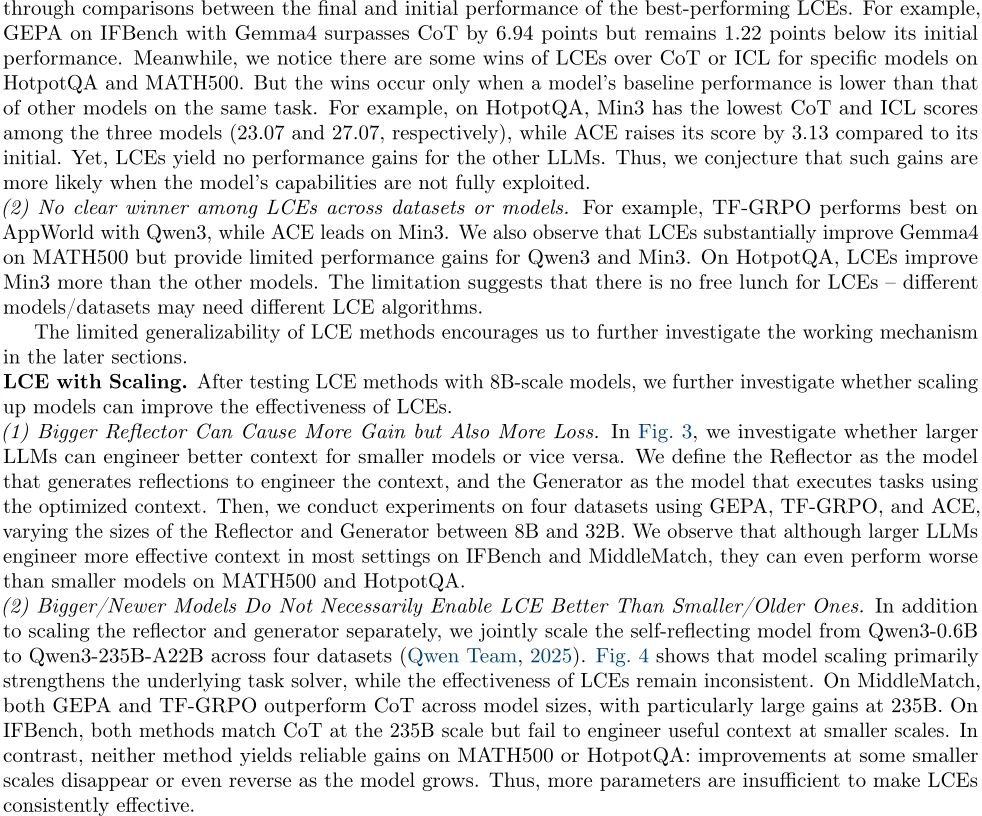 through comparisons between the final and initial performance of the best-performing LCEs. For example,
GEPA on IFBench with Gemma4 surpasses CoT by 6.94 points but remains 1.22 points below its initial
performance. Meanwhile, we notice there are some wins of LCEs over CoT or ICL for specific models on
HotpotQA and MATH500. But the wins occur only when a model's baseline performance is lower than that
of other models on the same task. For example, on HotpotQA, Min3 has the lowest CoT and ICL scores
among the three models (23.07 and 27.07, respectively), while ACE raises its score by 3.13 compared to its
initial. Yet, LCEs yield no performance gains for the other LLMs. Thus, we conjecture that such gains are
more likely when the model's capabilities are not fully exploited.
(2) No clear winner among LCEs across datasets or models. For example, TF-GRPO performs best on
AppWorld with Qwen3, while ACE leads on Min3. We also observe that LCEs substantially improve Gemma4
on MATH500 but provide limited performance gains for Qwen3 and Min3. On HotpotQA, LCEs improve
Min3 more than the other models. The limitation suggests that there is no free lunch for LCEs – different
models/datasets may need different LCE algorithms.
The limited generalizability of LCE methods encourages us to further investigate the working mechanism
in the later sections.
LCE with Scaling. After testing LCE methods with 8B-scale models, we further investigate whether scaling
up models can improve the effectiveness of LCEs.
(1) Bigger Reflector Can Cause More Gain but Also More Loss. In Fig. 3, we investigate whether larger
LLMs can engineer better context for smaller models or vice versa. We define the Reflector as the model
that generates reflections to engineer the context, and the Generator as the model that executes tasks using
the optimized context. Then, we conduct experiments on four datasets using GEPA, TF-GRPO, and ACE,
varying the sizes of the Reflector and Generator between 8B and 32B. We observe that although larger LLMs
engineer more effective context in most settings on IFBench and MiddleMatch, they can even perform worse
than smaller models on MATH500 and HotpotQA.
(2) Bigger/Newer Models Do Not Necessarily Enable LCE Better Than Smaller/Older Ones. In addition
to scaling the reflector and generator separately, we jointly scale the self-reflecting model from Qwen3-0.6B
to Qwen3-235B-A22B across four datasets (Qwen Team, 2025). Fig. 4 shows that model scaling primarily
strengthens the underlying task solver, while the effectiveness of LCEs remain inconsistent. On MiddleMatch,
both GEPA and TF-GRPO outperform CoT across model sizes, with particularly large gains at 235B. On
IFBench, both methods match CoT at the 235B scale but fail to engineer useful context at smaller scales. In
contrast, neither method yields reliable gains on MATH500 or HotpotQA: improvements at some smaller
scales disappear or even reverse as the model grows. Thus, more parameters are insufficient to make LCEs
consistently effective.